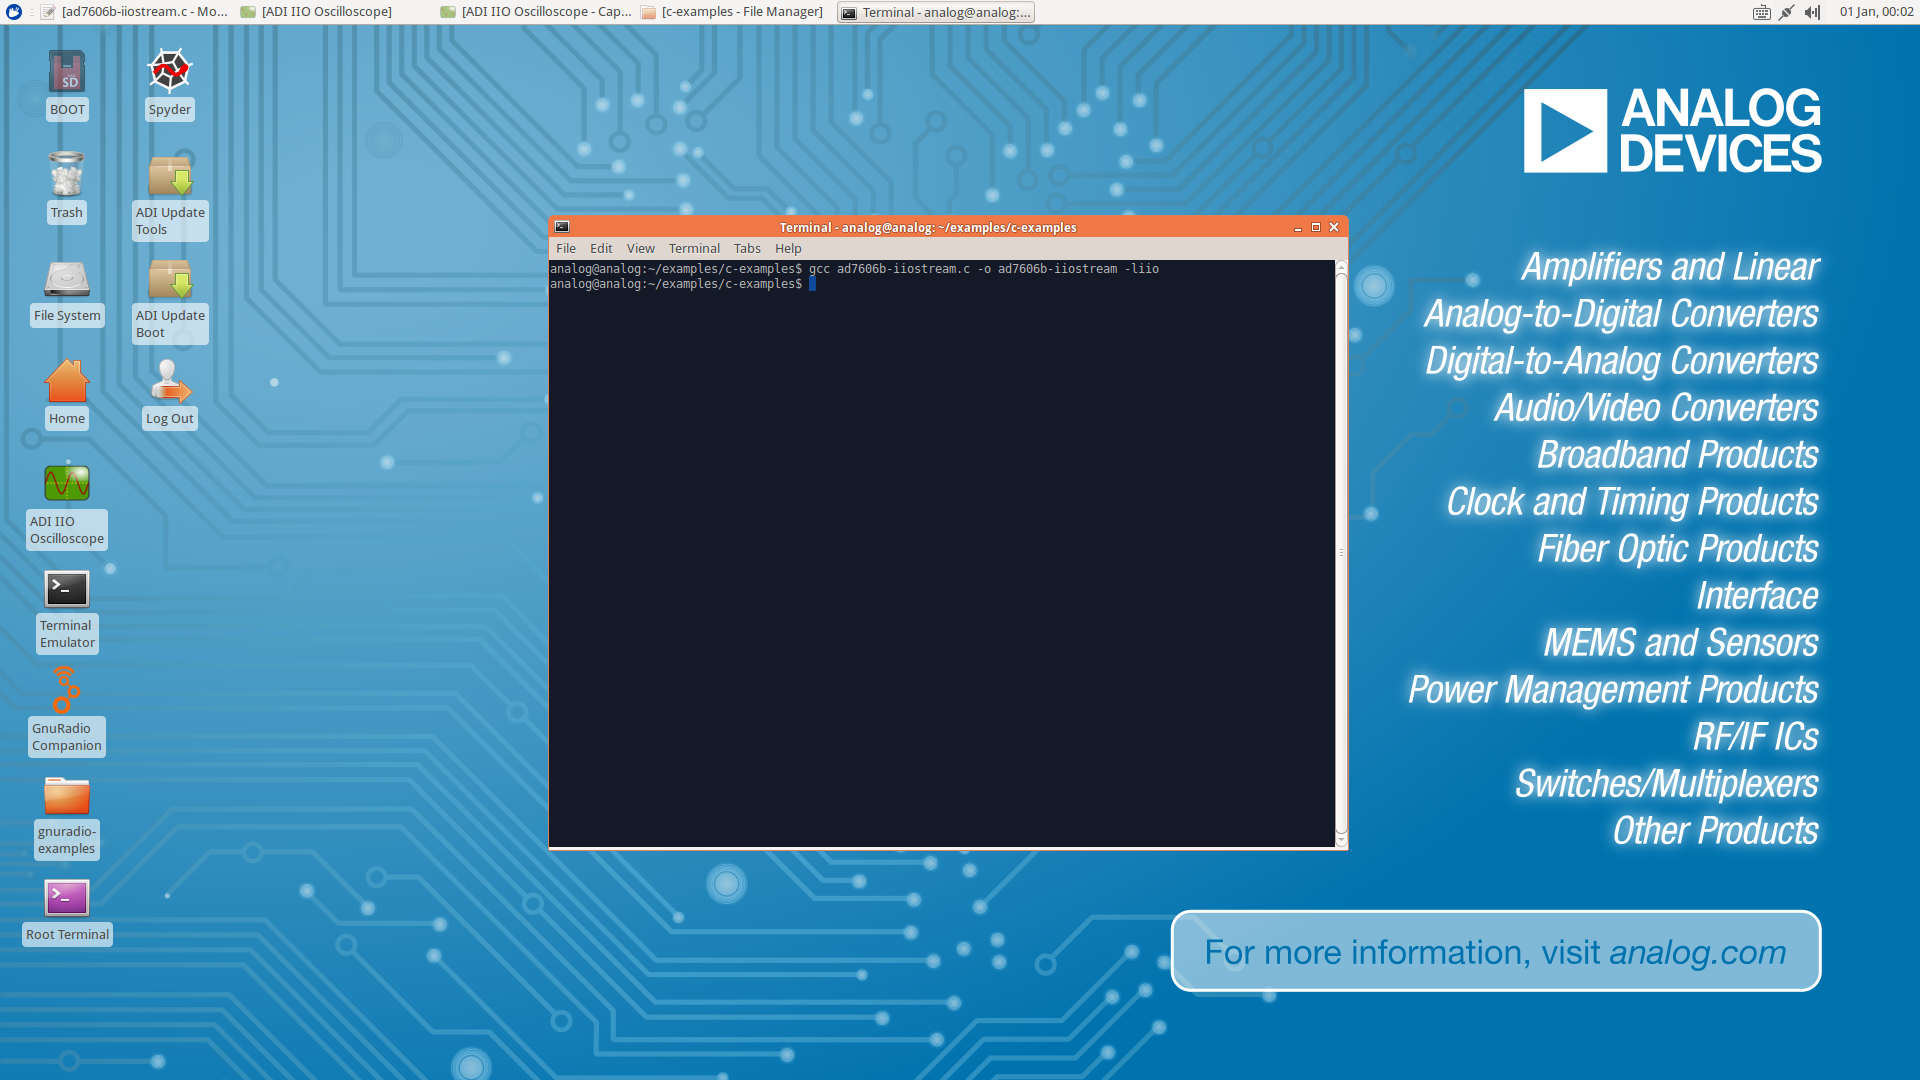 [ad7606b-iiostream.c - Mo...
[ADI IIO Oscilloscope]
[ADI IIO Oscilloscope - Cap...
[c-examples - File Manager]
Terminal - analog@analog:...
01 Jan, 00:02
SD
BOOT
Spyder
Trash
ADI Update
Tools
File System
ADI Update
Boot
Home
Log Out
ADI IIO
Oscilloscope
Terminal
Emulator
GnuRadio
Companion
gnuradio-
examples
Root Terminal
Terminal - analog@analog: ~/examples/c-examples
File Edit View Terminal Tabs Help
analog@analog:~/examples/c-examples$ gcc ad7606b-iiostream.c -o ad7606b-iiostream -liio
analog@analog:~/examples/c-examples$
ANALOG
DEVICES
Amplifiers and Linear
Analog-to-Digital Converters
Digital-to-Analog Converters
Audio/Video Converters
Broadband Products
Clock and Timing Products
Fiber Optic Products
Interface
MEMS and Sensors
Power Management Products
RF/IF ICs
Switches/Multiplexers
Other Products
For more information, visit analog.com